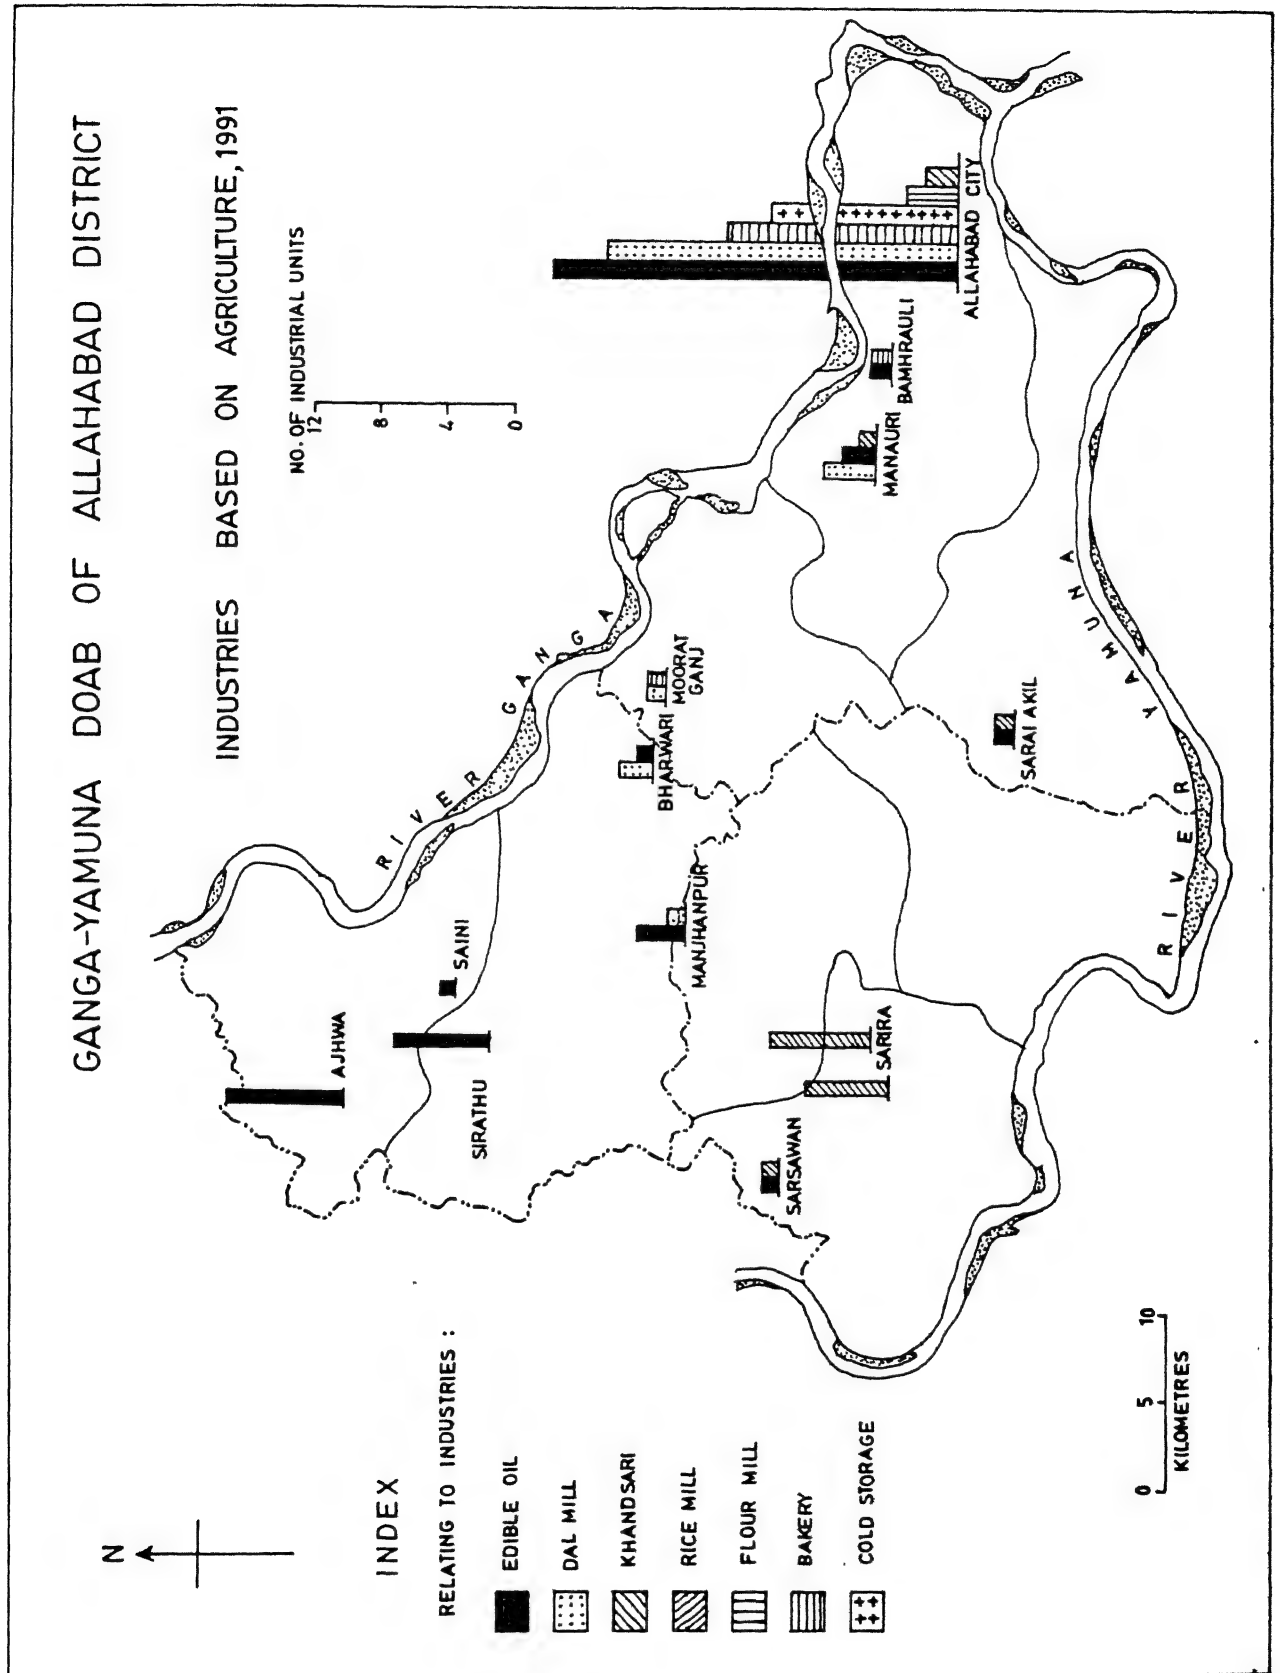 GANGA-YAMUNA DOAB OF ALLAHABAD DISTRICT
INDUSTRIES BASED ON AGRICULTURE, 1991
N
NO. OF INDUSTRIAL UNITS
12
8
4
0
RIVER GANGA
AJHWA
SAINI
SIRATHU
BHARWARI
MOORAT
GANJ
MANJHANPUR
MANAURI
BAMHRAULI
ALLAHABAD CITY
SARSAWAN
SARIRA
SARAI AKIL
RIVER YAMUNA
INDEX
RELATING TO INDUSTRIES :
EDIBLE OIL
DAL MILL
KHANDSARI
RICE MILL
FLOUR MILL
BAKERY
COLD STORAGE
0 5 10
KILOMETRES